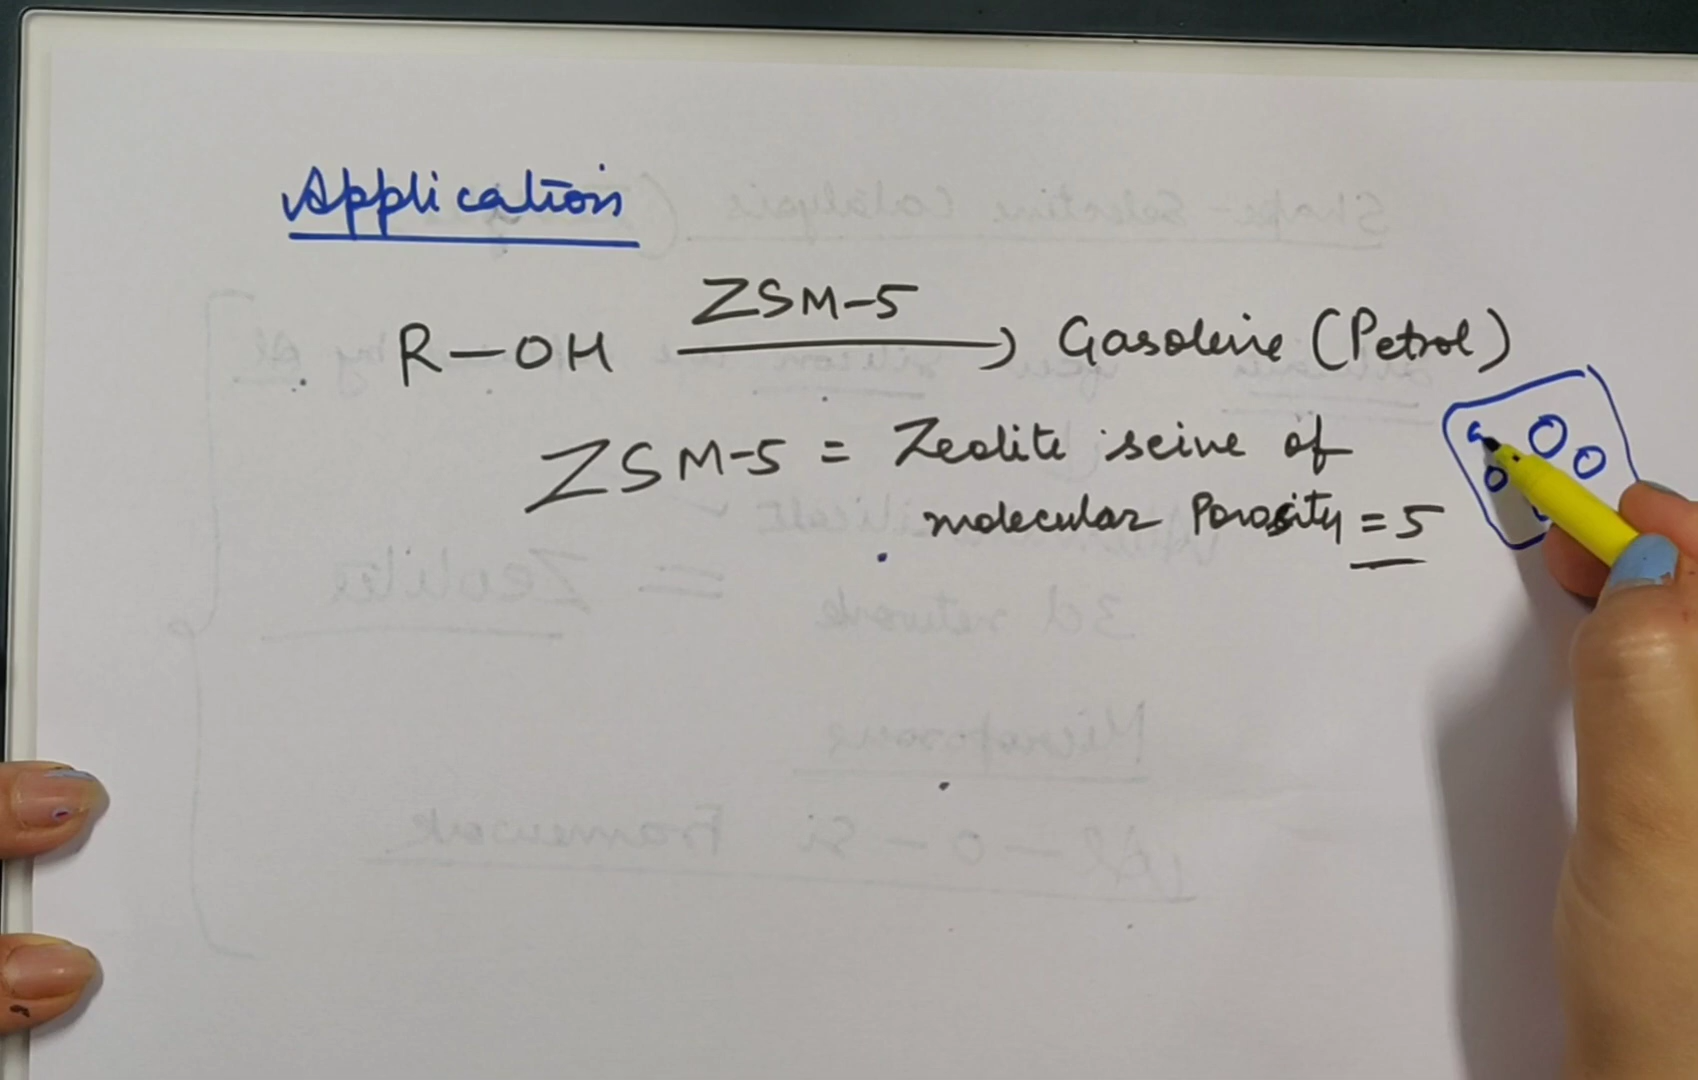 Application
R-OH ZSM-5 → Gasoline (Petrol)
ZSM-5 = Zeolite seive of
molecular Porosity = 5